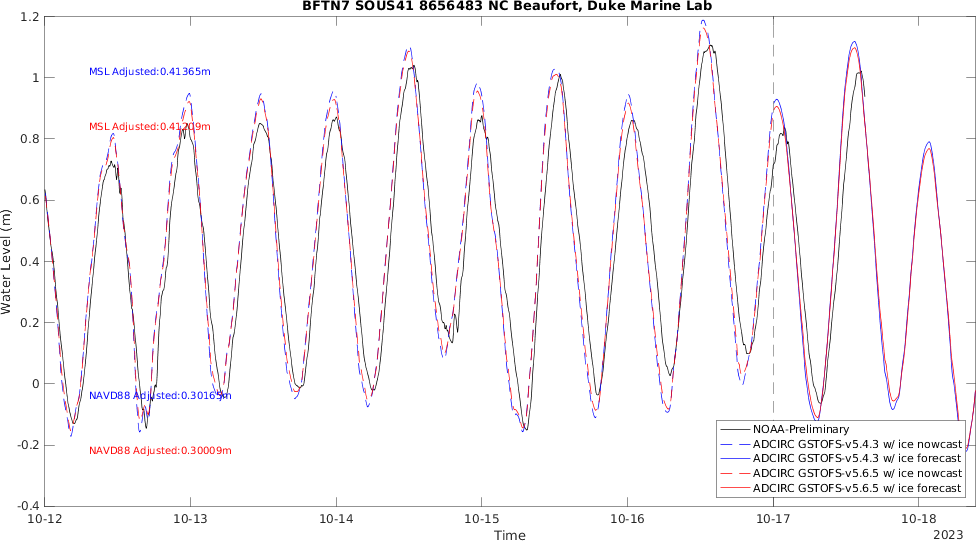 BFTN7 SOUS41 8656483 NC Beaufort, Duke Marine Lab
1.2
1
0.8
0.6
0.4
0.2
0
-0.2
-0.4
Water Level (m)
MSL Adjusted:0.41365m
MSL Adjusted:0.41209m
NAVD88 Adjusted:0.30165m
NAVD88 Adjusted:0.30009m
NOAA-Preliminary
ADCIRC GSTOFS-v5.4.3 w/ ice nowcast
ADCIRC GSTOFS-v5.4.3 w/ ice forecast
ADCIRC GSTOFS-v5.6.5 w/ ice nowcast
ADCIRC GSTOFS-v5.6.5 w/ ice forecast
10-12 10-13 10-14 10-15 10-16 10-17 10-18
Time
2023